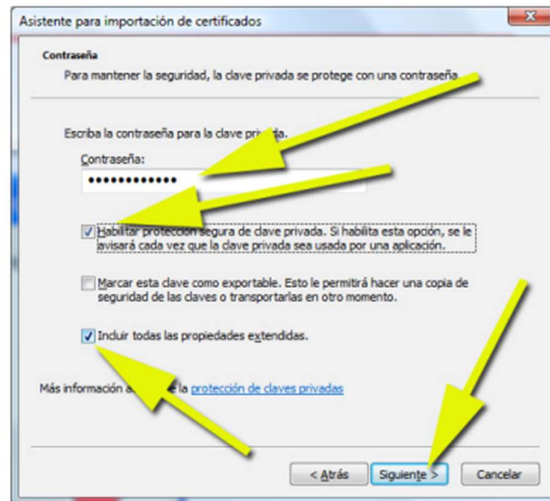 Asistente para importación de certificados
Contraseña
Para mantener la seguridad, la clave privada se protege con una contraseña.
Escriba la contraseña para la clave privada.
Contraseña:
••••••••••••
Habilitar protección segura de clave privada. Si habilita esta opción, se le
avisará cada vez que la clave privada sea usada por una aplicación.
Marcar esta clave como exportable. Esto le permitirá hacer una copia de
seguridad de las claves o transportarlas en otro momento.
Incluir todas las propiedades extendidas.
Más información la protección de claves privadas
< Atrás Siguiente > Cancelar